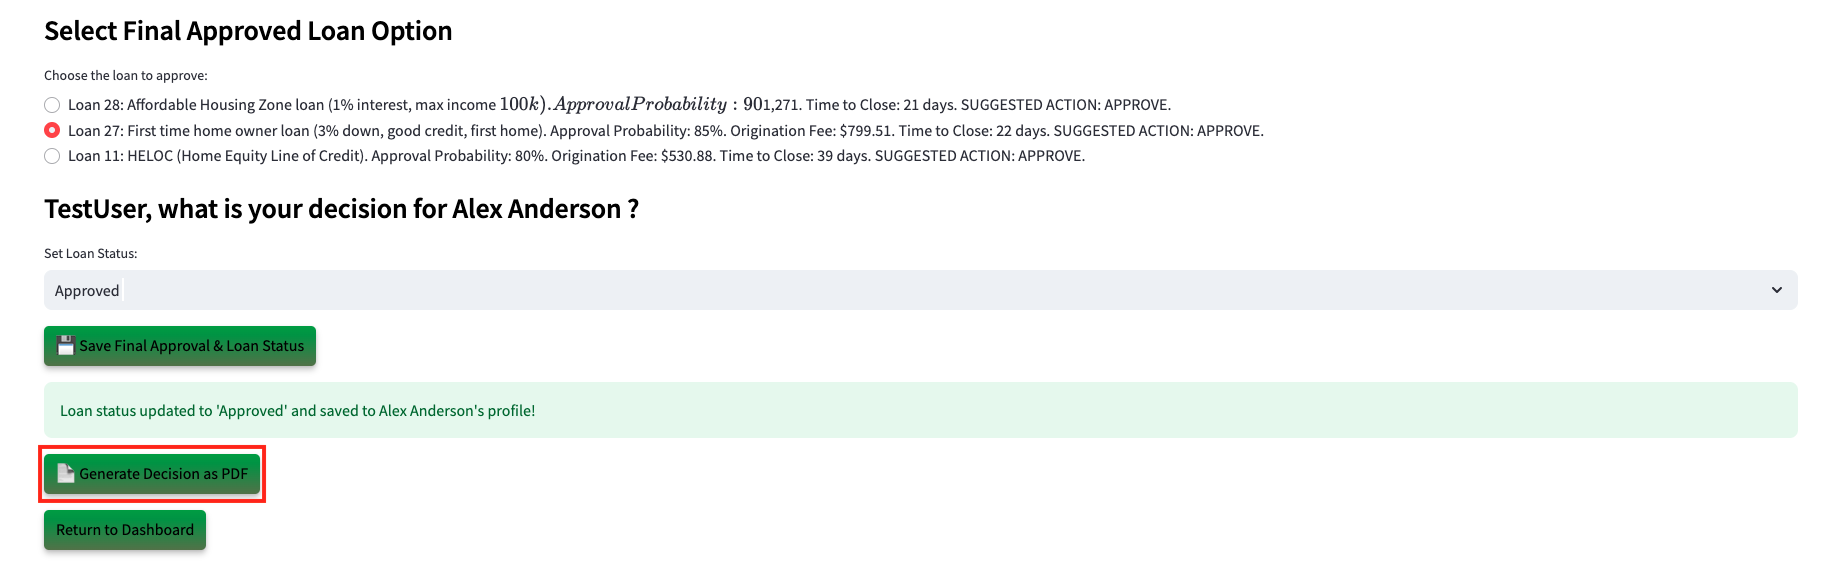 Select Final Approved Loan Option
Choose the loan to approve:
Loan 28: Affordable Housing Zone loan (1% interest, max income 100k).ApprovalProbability: 901,271. Time to Close: 21 days. SUGGESTED ACTION: APPROVE.
Loan 27: First time home owner loan (3% down, good credit, first home). Approval Probability: 85%. Origination Fee: $799.51. Time to Close: 22 days. SUGGESTED ACTION: APPROVE.
Loan 11: HELOC (Home Equity Line of Credit). Approval Probability: 80%. Origination Fee: $530.88. Time to Close: 39 days. SUGGESTED ACTION: APPROVE.
TestUser, what is your decision for Alex Anderson ?
Set Loan Status:
Approved
Save Final Approval & Loan Status
Loan status updated to 'Approved' and saved to Alex Anderson's profile!
Generate Decision as PDF
Return to Dashboard